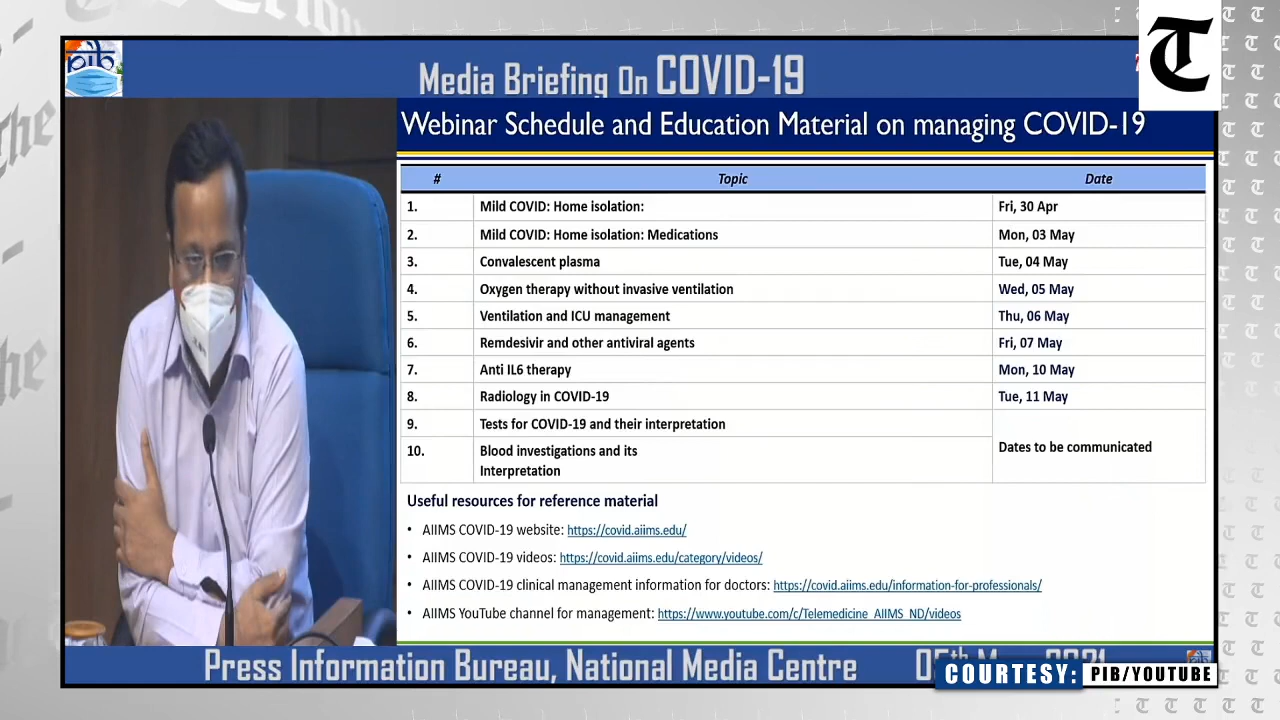 pib
Media Briefing On COVID-19
Webinar Schedule and Education Material on managing COVID-19
# Topic Date
1. Mild COVID: Home isolation: Fri, 30 Apr
2. Mild COVID: Home isolation: Medications Mon, 03 May
3. Convalescent plasma Tue, 04 May
4. Oxygen therapy without invasive ventilation Wed, 05 May
5. Ventilation and ICU management Thu, 06 May
6. Remdesivir and other antiviral agents Fri, 07 May
7. Anti IL6 therapy Mon, 10 May
8. Radiology in COVID-19 Tue, 11 May
9. Tests for COVID-19 and their interpretation
Dates to be communicated
10. Blood investigations and its
Interpretation
Useful resources for reference material
• AIIMS COVID-19 website: https://covid.aiims.edu/
• AIIMS COVID-19 videos: https://covid.aiims.edu/category/videos/
• AIIMS COVID-19 clinical management information for doctors: https://covid.aiims.edu/information-for-professionals/
• AIIMS YouTube channel for management: https://www.youtube.com/c/Telemedicine_AIIMS_ND/videos
Press Information Bureau, National Media Centre
COURTESY: PIB/YOUTUBE